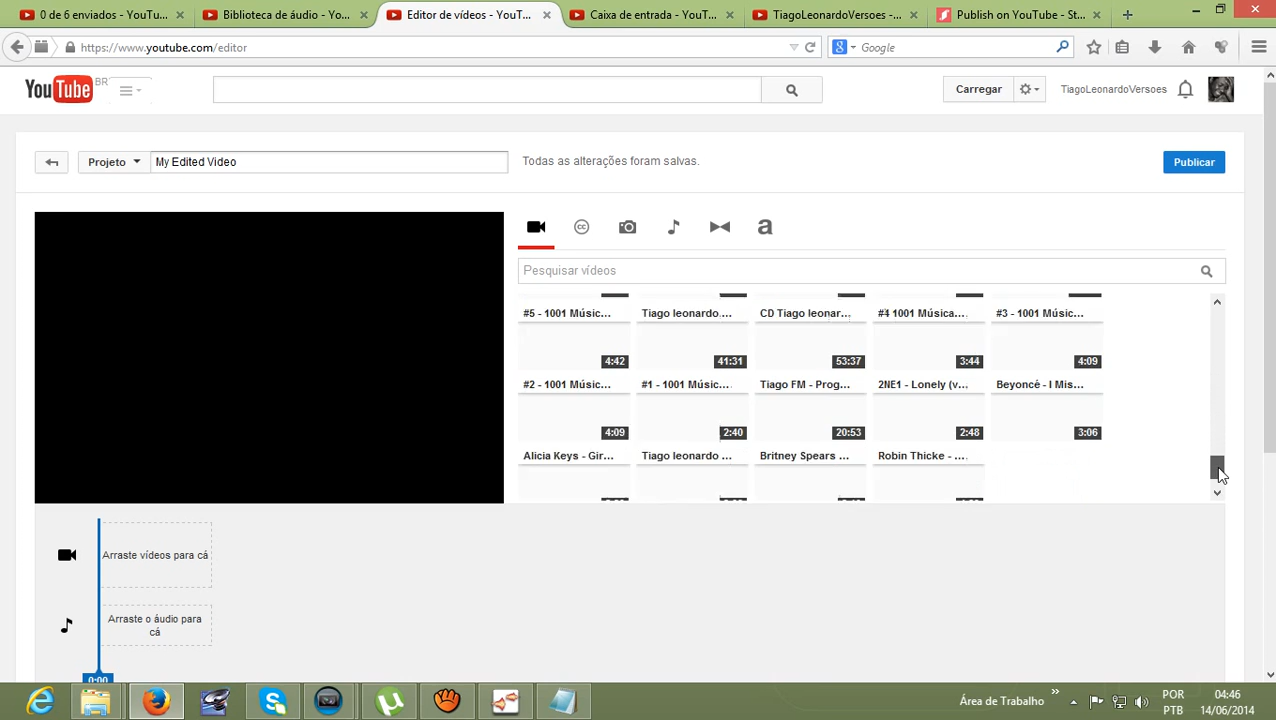 0 de 6 enviados - YouT...
Biblioteca de áudio - Yo...
Editor de vídeos - YouT...
Caixa de entrada - YouT...
TiagoLeonardoVersoes - ...
Publish on YouTube - St...
https://www.youtube.com/editor
Google
YouTube BR
Carregar
TiagoLeonardoVersoes
Projeto
My Edited Video
Todas as alterações foram salvas.
Publicar
cc
a
Pesquisar vídeos
#5 - 1001 Músic...
Tiago leonardo...
CD Tiago leonar...
#4 1001 Música...
#3 - 1001 Músic...
4:42
41:31
53:37
3:44
4:09
#2 - 1001 Músic...
#1 - 1001 Músic...
Tiago FM - Prog...
2NE1 - Lonely (v...
Beyoncé - I Mis...
4:09
2:40
20:53
2:48
3:06
Alicia Keys - Gir...
Tiago leonardo ...
Britney Spears ...
Robin Thicke - ...
Arraste vídeos para cá
Arraste o áudio para
cá
0:00
Área de Trabalho
POR
PTB
04:46
14/06/2014